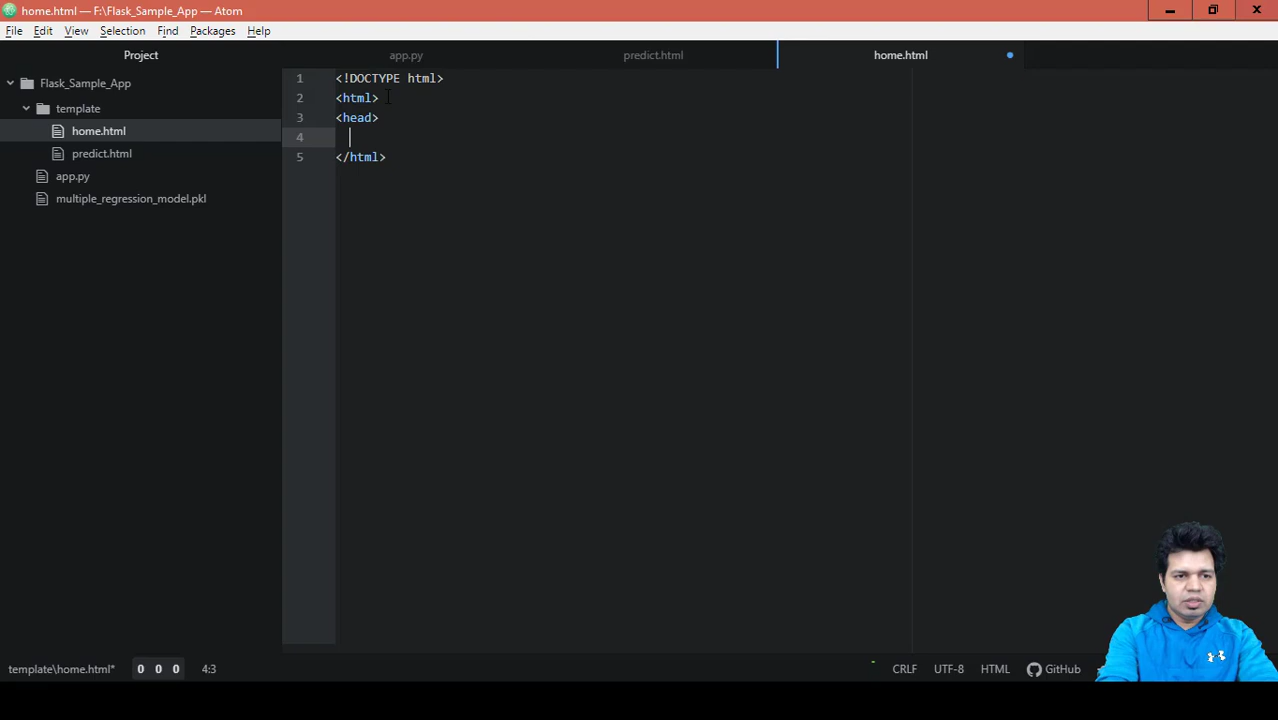 home.html — F:\Flask_Sample_App — Atom
File Edit View Selection Find Packages Help
Project app.py predict.html home.html
Flask_Sample_App
template
home.html
predict.html
app.py
multiple_regression_model.pkl
1 <!DOCTYPE html>
2 <html>
3 <head>
4
5 </html>
template\home.html* 0 0 0 4:3 CRLF UTF-8 HTML GitHub